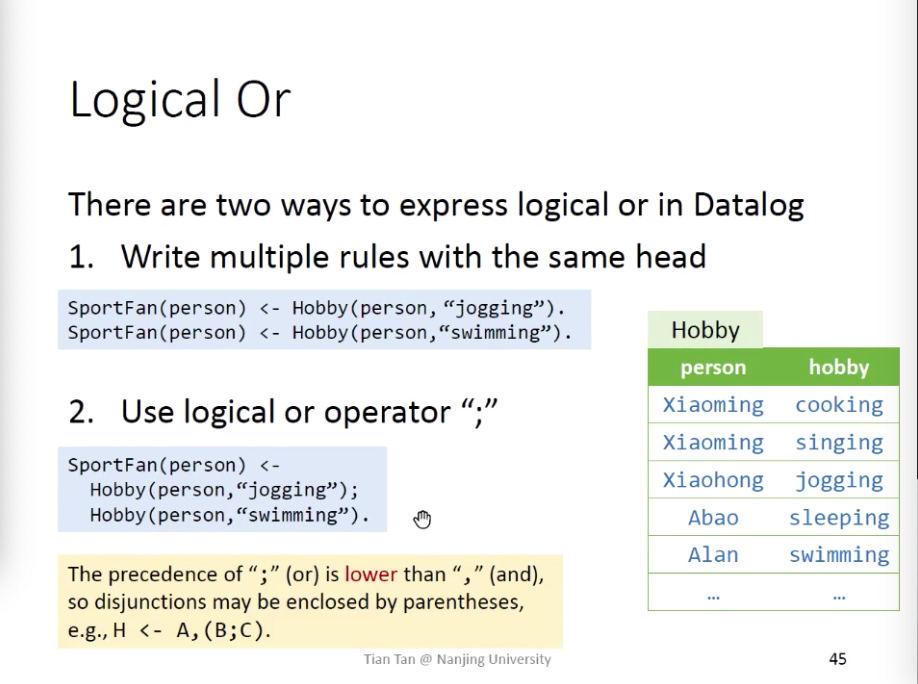 Logical Or
There are two ways to express logical or in Datalog
1. Write multiple rules with the same head
SportFan(person) <- Hobby(person,“jogging”).
SportFan(person) <- Hobby(person,“swimming”).
2. Use logical or operator “;”
SportFan(person) <-
Hobby(person,“jogging”);
Hobby(person,“swimming”).
The precedence of “;” (or) is lower than “,” (and),
so disjunctions may be enclosed by parentheses,
e.g., H <- A,(B;C).
Hobby
person hobby
Xiaoming cooking
Xiaoming singing
Xiaohong jogging
Abao sleeping
Alan swimming
… …
Tian Tan @ Nanjing University
45